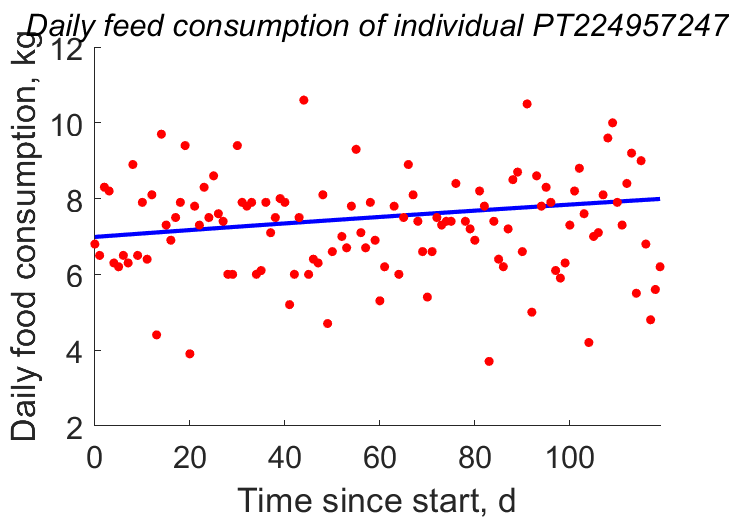 Daily feed consumption of individual PT224957247
Daily food consumption, kg
12
10
8
6
4
2
0 20 40 60 80 100
Time since start, d